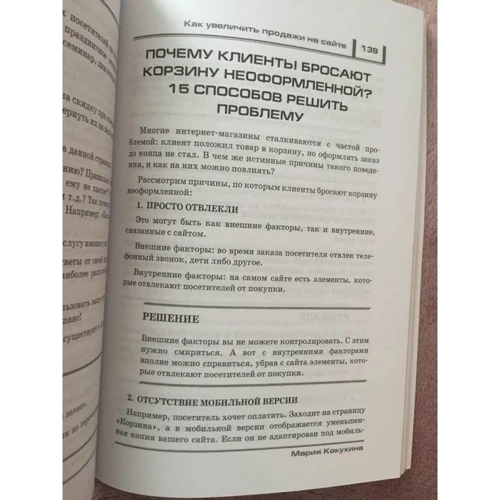 Как увеличить продажи на сайте 139
ПОЧЕМУ КЛИЕНТЫ БРОСАЮТ
КОРЗИНУ НЕОФОРМЛЕННОЙ?
15 СПОСОБОВ РЕШИТЬ
ПРОБЛЕМУ
Многие интернет-магазины сталкиваются с частой про-
блемой: клиент положил товар в корзину, но оформлять заказ
до конца не стал. В чем же истинные причины такого поведе-
ния, и как на них можно повлиять?
Рассмотрим причины, по которым клиенты бросают корзину
неоформленной:
1. ПРОСТО ОТВЛЕКЛИ
Это могут быть как внешние факторы, так и внутренние,
связанные с сайтом.
Внешние факторы: во время заказа посетителя отвлек теле-
фонный звонок, дети либо другое.
Внутренние факторы: на самом сайте есть элементы, кото-
рые отвлекают посетителей от покупки.
РЕШЕНИЕ
Внешние факторы вы не можете контролировать. С этим
нужно смириться. А вот с внутренними факторами
вполне можно справиться, убрав с сайта элементы, кото-
рые отвлекают посетителей от покупки.
2. ОТСУТСТВИЕ МОБИЛЬНОЙ ВЕРСИИ
Например, посетитель хочет оплатить. Заходит на страницу
«Корзина», а в мобильной версии отображается уменьшен-
ная копия вашего сайта. Если он не адаптирован под мобиль-
Мария Кокухина